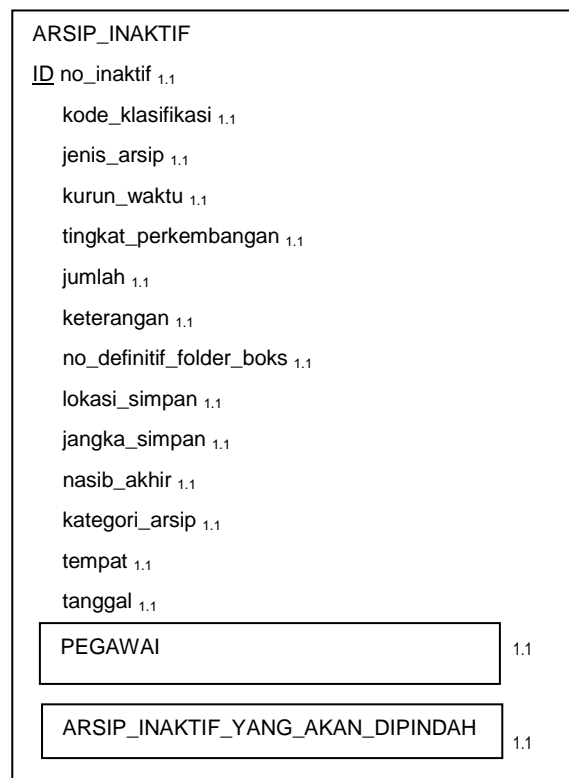 ARSIP_INAKTIF
ID no_inaktif 1.1
kode_klasifikasi 1.1
jenis_arsip 1.1
kurun_waktu 1.1
tingkat_perkembangan 1.1
jumlah 1.1
keterangan 1.1
no_definitif_folder_boks 1.1
lokasi_simpan 1.1
jangka_simpan 1.1
nasib_akhir 1.1
kategori_arsip 1.1
tempat 1.1
tanggal 1.1
PEGAWAI 1.1
ARSIP_INAKTIF_YANG_AKAN_DIPINDAH 1.1